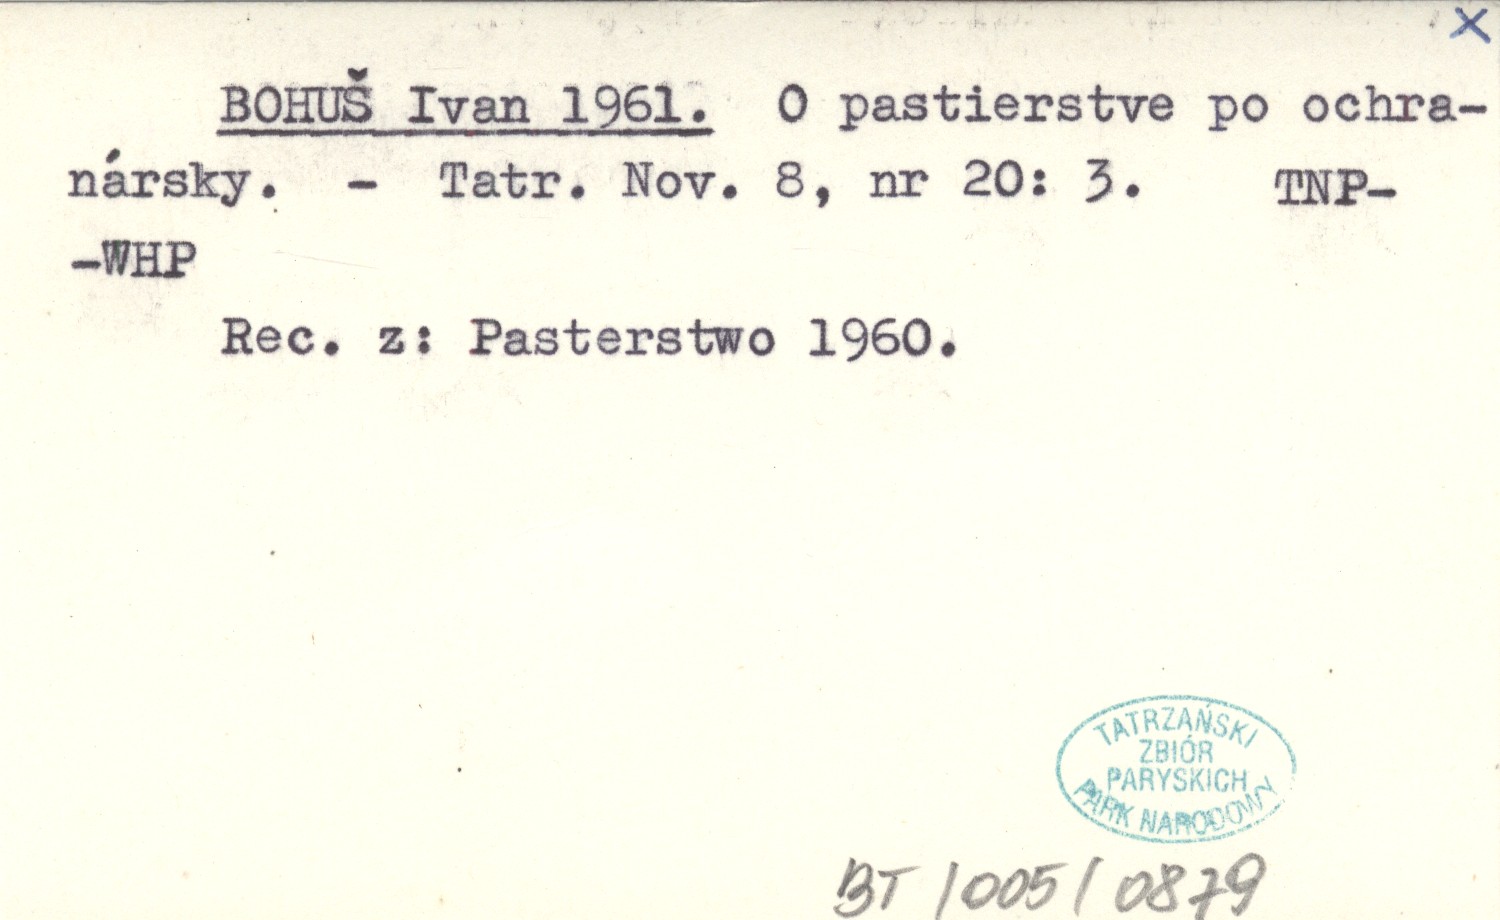 X
BOHUŠ Ivan 1961. O pastierstve po ochra-
nársky. - Tatr. Nov. 8, nr 20: 3. TNP-
-WHP
Rec. z: Pasterstwo 1960.
TATRZAŃSKI
ZBIÓR
PARYSKICH
PARK NARODOWY
BT/005/0879